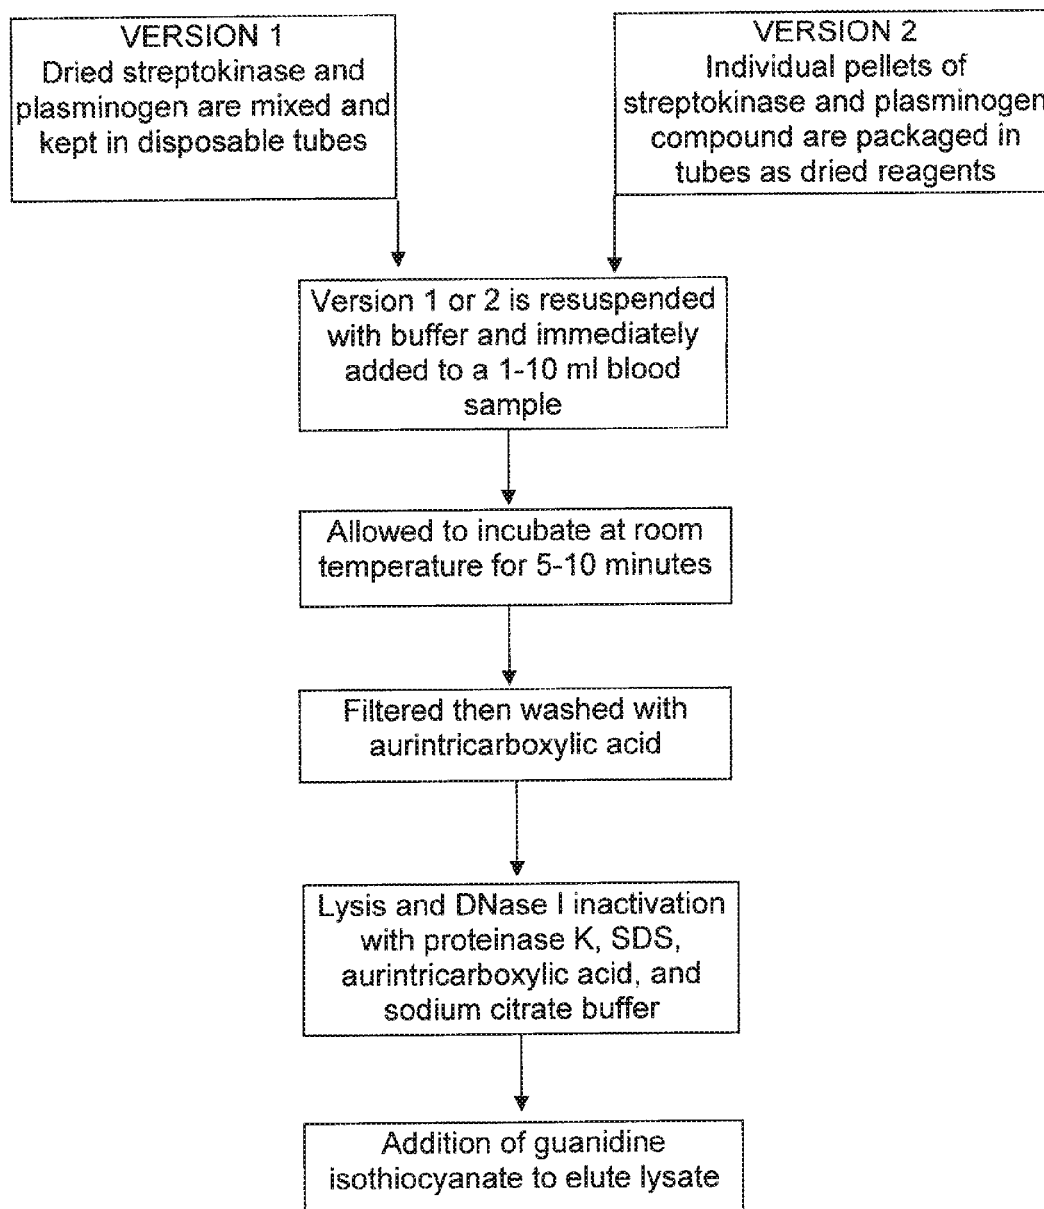 VERSION 1
Dried streptokinase and
plasminogen are mixed and
kept in disposable tubes
VERSION 2
Individual pellets of
streptokinase and plasminogen
compound are packaged in
tubes as dried reagents
Version 1 or 2 is resuspended
with buffer and immediately
added to a 1-10 ml blood
sample
Allowed to incubate at room
temperature for 5-10 minutes
Filtered then washed with
aurintricarboxylic acid
Lysis and DNase I inactivation
with proteinase K, SDS,
aurintricarboxylic acid, and
sodium citrate buffer
Addition of guanidine
isothiocyanate to elute lysate